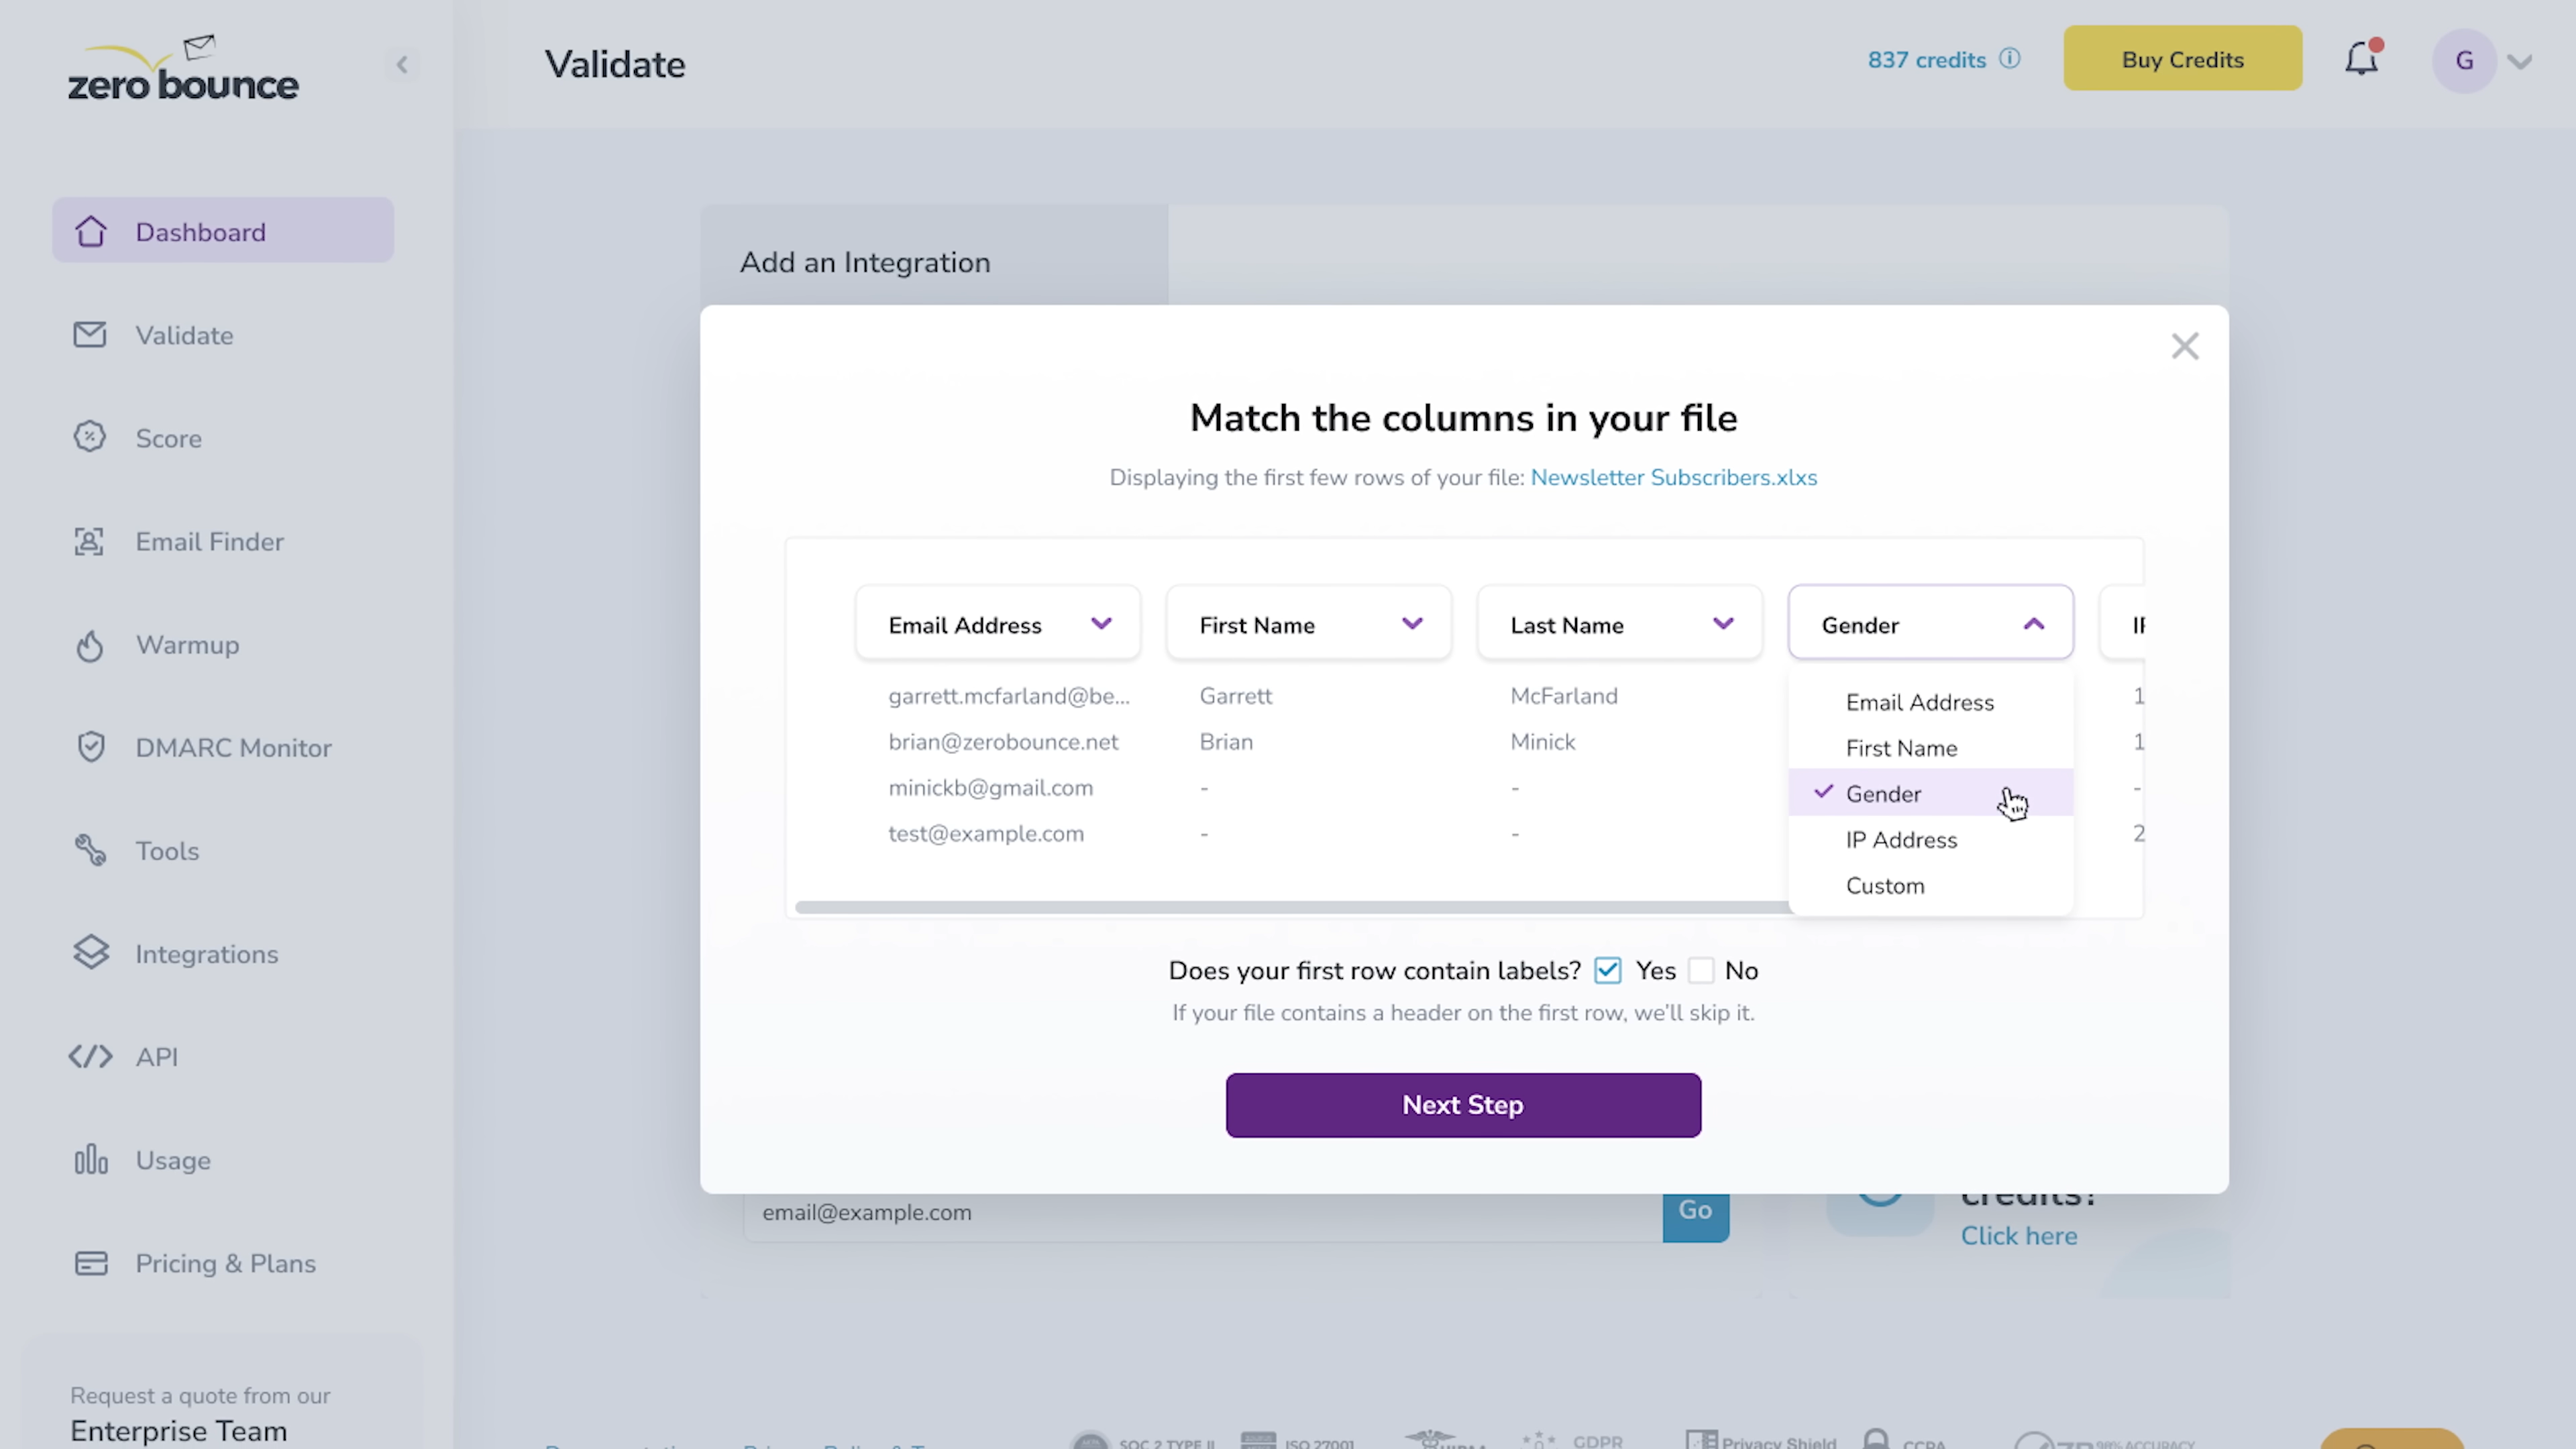 zero bounce
Validate
837 credits
Buy Credits
G
Dashboard
Validate
Score
Email Finder
Warmup
DMARC Monitor
Tools
Integrations
API
Usage
Pricing & Plans
Request a quote from our
Enterprise Team
Add an Integration
Match the columns in your file
Displaying the first few rows of your file: Newsletter Subscribers.xlxs
Email Address First Name Last Name Gender
garrett.mcfarland@be... Garrett McFarland
brian@zerobounce.net Brian Minick
minickb@gmail.com - - -
test@example.com - - 2
Email Address
First Name
Gender
IP Address
Custom
Does your first row contain labels? Yes No
If your file contains a header on the first row, we'll skip it.
Next Step
email@example.com Go
credits?
Click here
SOC 2 TYPE II ISO 27001 GDPR Privacy Shield CCPA 98% ACCURACY